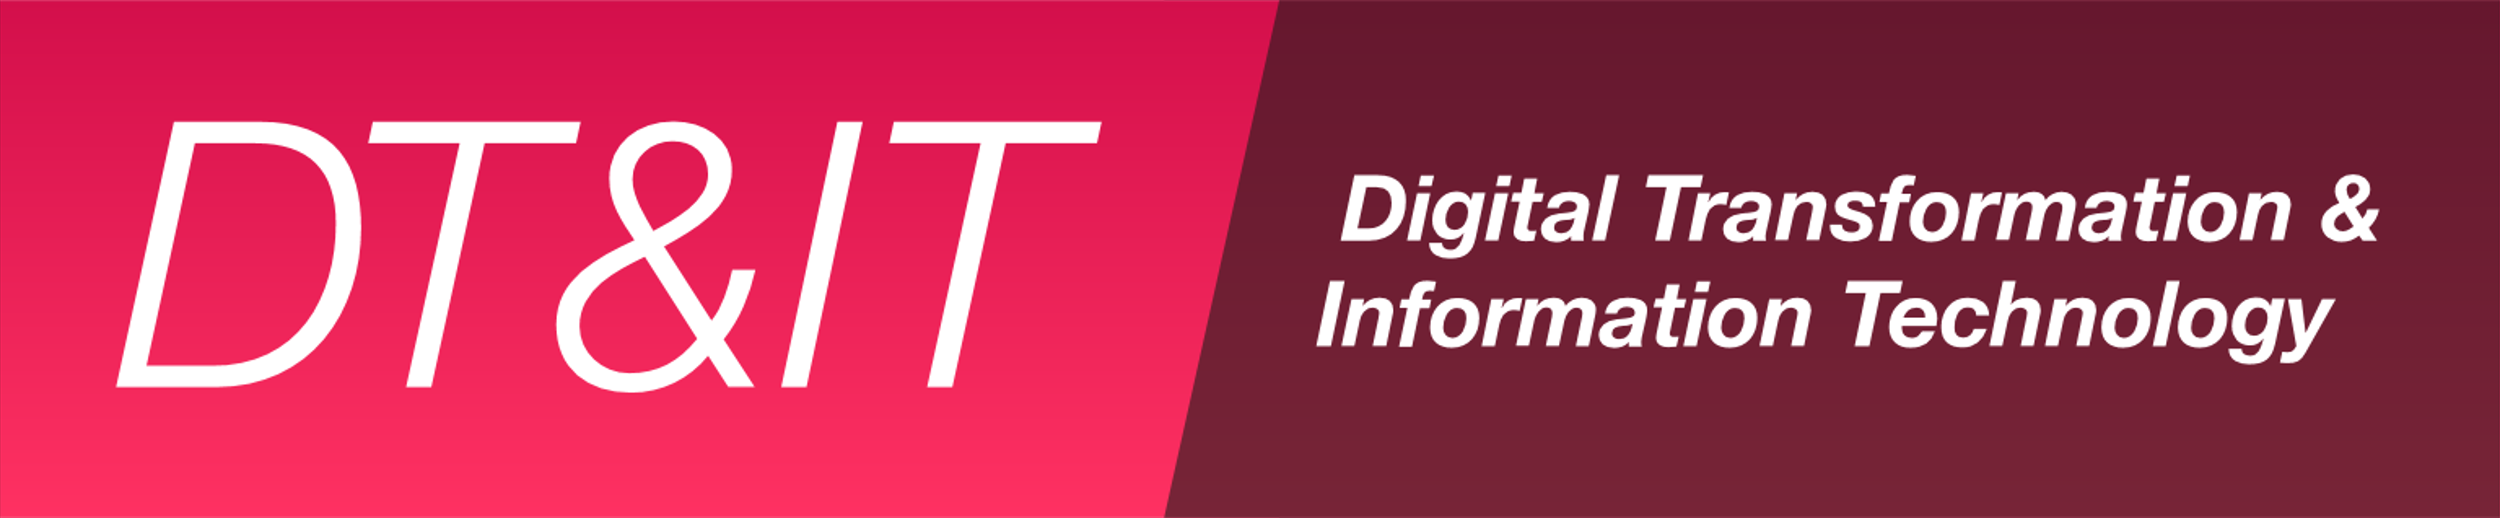 DT&IT
Digital Transformation &
Information Technology